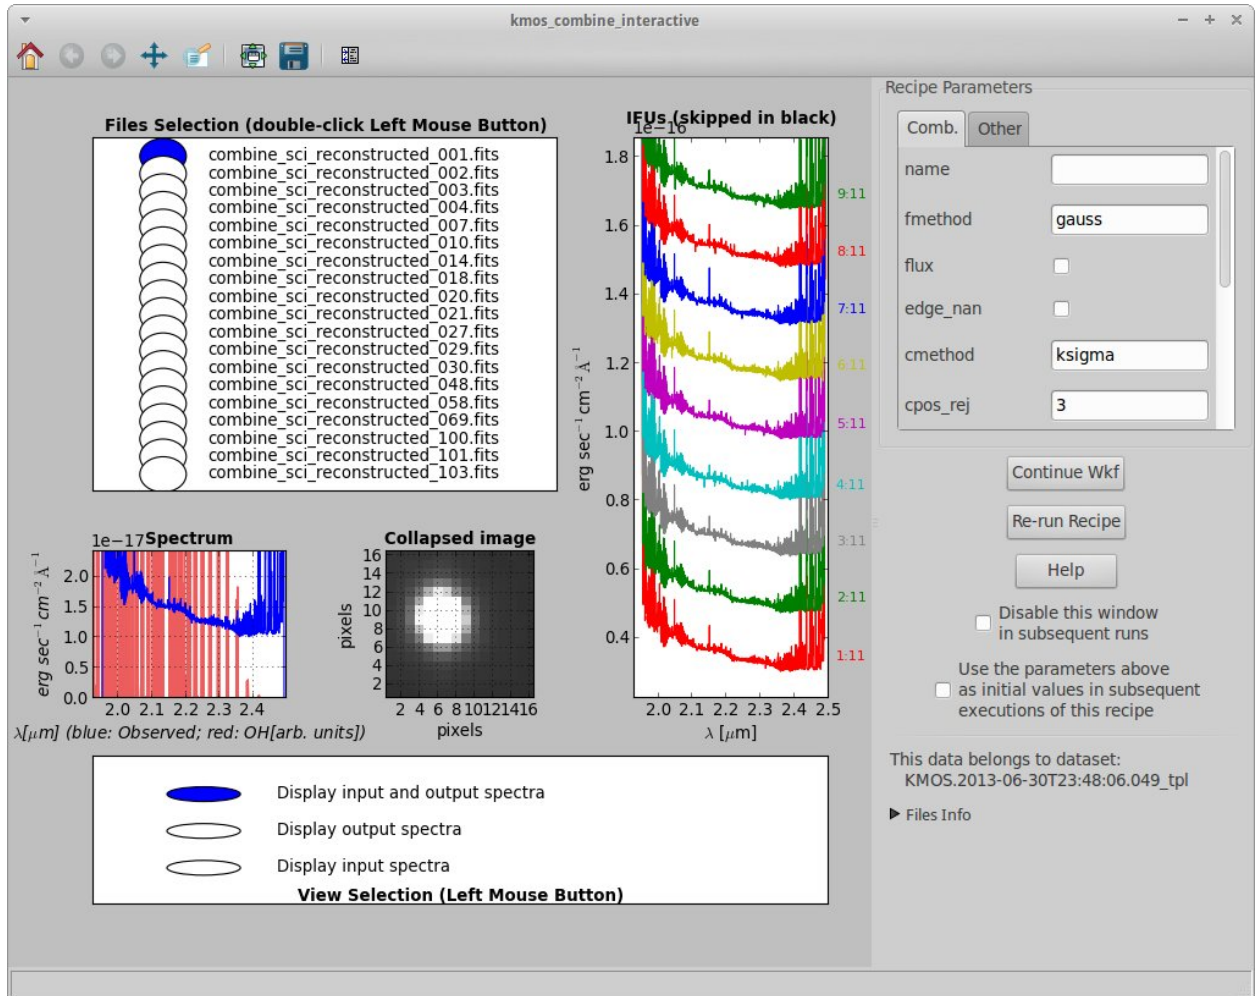 kmos_combine_interactive
Files Selection (double-click Left Mouse Button)
combine_sci_reconstructed_001.fits
combine_sci_reconstructed_002.fits
combine_sci_reconstructed_003.fits
combine_sci_reconstructed_004.fits
combine_sci_reconstructed_007.fits
combine_sci_reconstructed_010.fits
combine_sci_reconstructed_014.fits
combine_sci_reconstructed_018.fits
combine_sci_reconstructed_020.fits
combine_sci_reconstructed_021.fits
combine_sci_reconstructed_027.fits
combine_sci_reconstructed_029.fits
combine_sci_reconstructed_030.fits
combine_sci_reconstructed_048.fits
combine_sci_reconstructed_058.fits
combine_sci_reconstructed_069.fits
combine_sci_reconstructed_100.fits
combine_sci_reconstructed_101.fits
combine_sci_reconstructed_103.fits
1e−17 Spectrum
2.0
1.5
1.0
0.5
0.0
erg sec⁻¹ cm⁻² Å⁻¹
2.0 2.1 2.2 2.3 2.4
λ[μm] (blue: Observed; red: OH[arb. units])
Collapsed image
16
14
12
10
8
6
4
2
pixels
2 4 6 8 10 12 14 16
pixels
IFUs (skipped in black)
1e−16
1.8
1.6
1.4
1.2
1.0
0.8
0.6
0.4
erg sec⁻¹ cm⁻² Å⁻¹
9:11
8:11
7:11
6:11
5:11
4:11
3:11
2:11
1:11
2.0 2.1 2.2 2.3 2.4 2.5
λ [μm]
Display input and output spectra
Display output spectra
Display input spectra
View Selection (Left Mouse Button)
Recipe Parameters
Comb. Other
name
fmethod gauss
flux
edge_nan
cmethod ksigma
cpos_rej 3
Continue Wkf
Re-run Recipe
Help
Disable this window
in subsequent runs
Use the parameters above
as initial values in subsequent
executions of this recipe
This data belongs to dataset:
KMOS.2013-06-30T23:48:06.049_tpl
Files Info